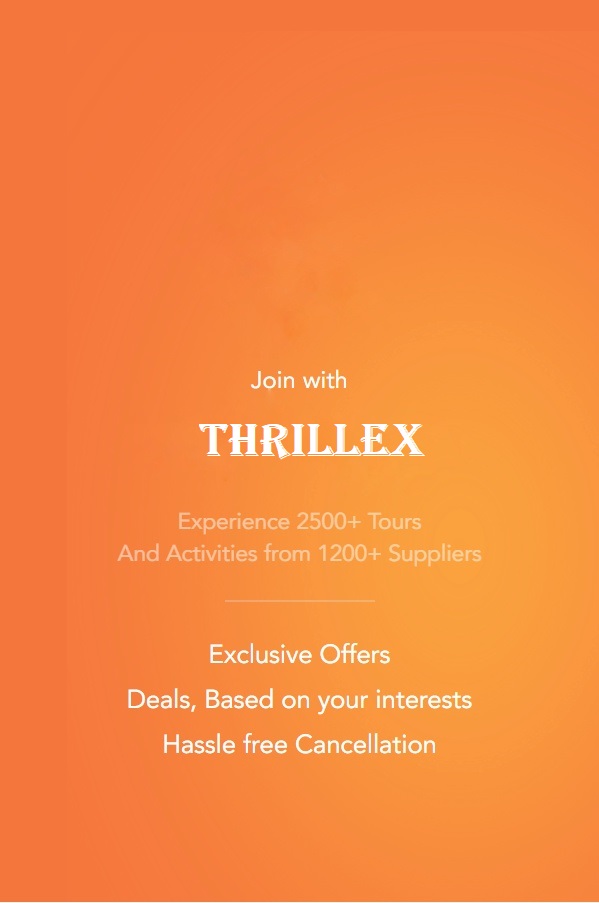 Join with
THRILLEX
Experience 2500+ Tours
And Activities from 1200+ Suppliers
Exclusive Offers
Deals, Based on your interests
Hassle free Cancellation